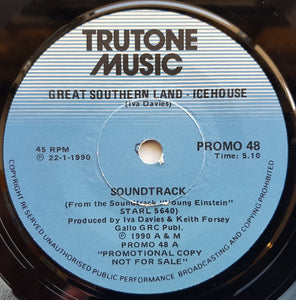 TRUTONE
MUSIC
GREAT SOUTHERN LAND - ICEHOUSE
(Iva Davies)
45 RPM
℗ 22-1-1990
PROMO 48
Time: 5.10
SOUNDTRACK
(From the Soundtrack "Young Einstein"
STARL 5640)
Produced by Iva Davies & Keith Forsey
Gallo GRC Publ.
℗ 1990 A & M
PROMO 48 A
"PROMOTIONAL COPY
NOT FOR SALE"
ALL RIGHTS RESERVED UNAUTHORISED PUBLIC PERFORMANCE, BROADCASTING AND COPYING PROHIBITED